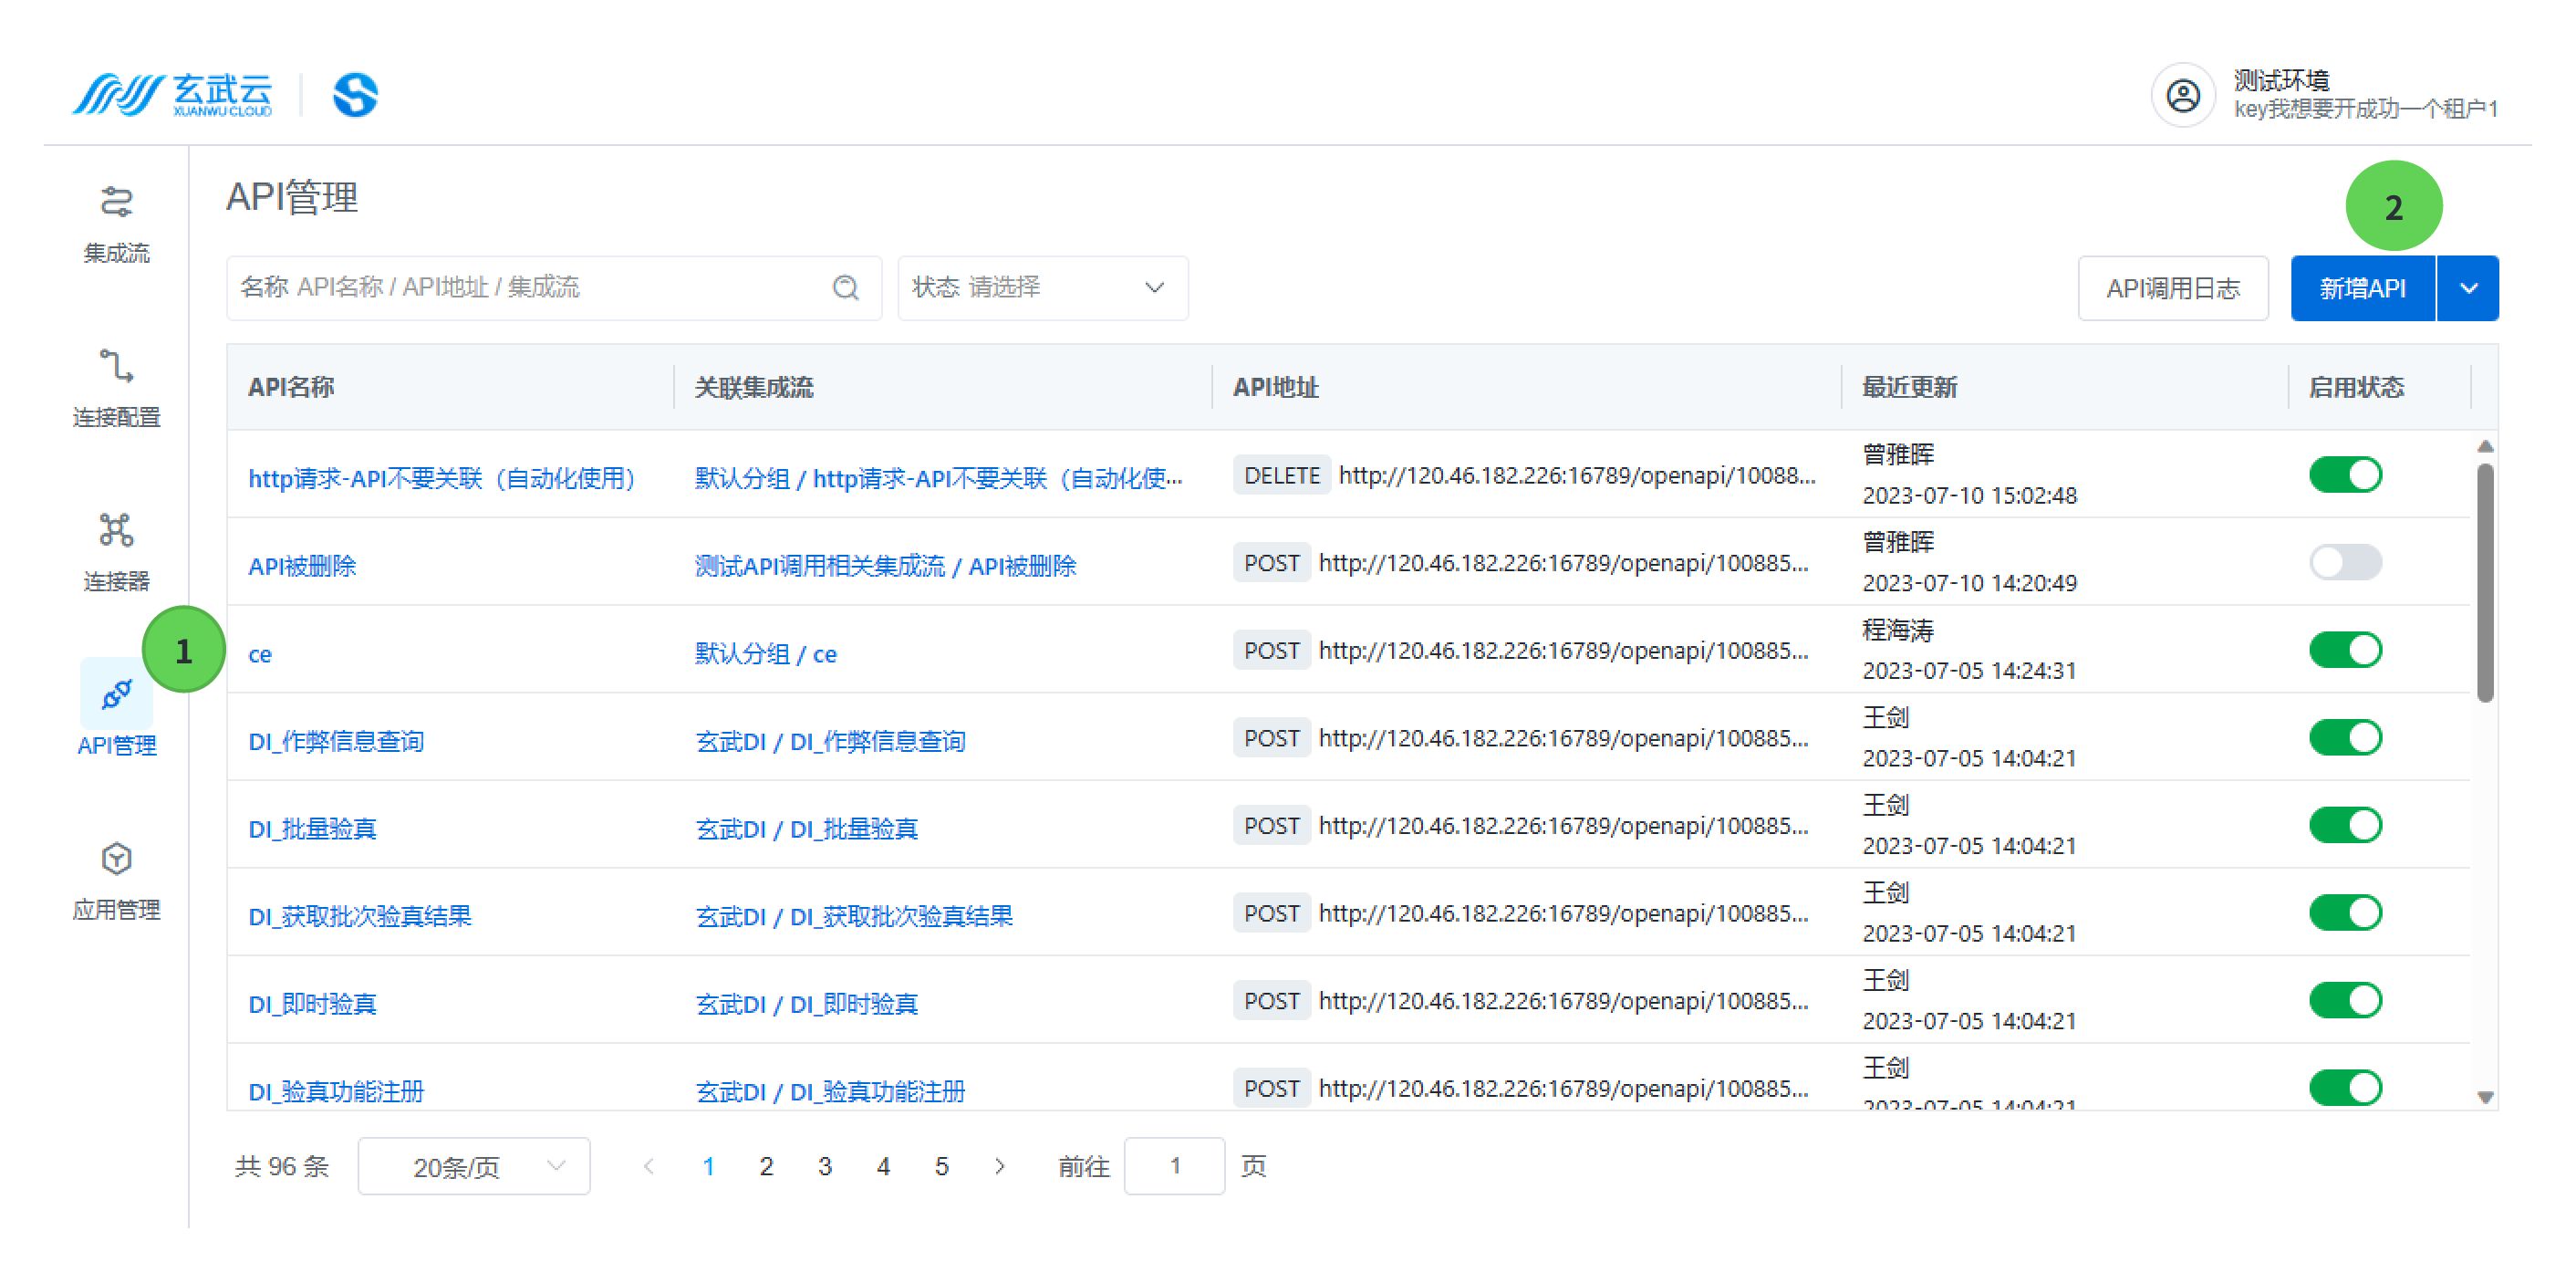 玄武云
XUANWU CLOUD
测试环境
key我想要开成功一个租户1
集成流
连接配置
连接器
1
API管理
应用管理
API管理
2
名称 API名称 / API地址 / 集成流
状态 请选择
API调用日志
新增API
API名称 关联集成流 API地址 最近更新 启用状态
http请求-API不要关联（自动化使用） 默认分组 / http请求-API不要关联（自动化使... DELETE http://120.46.182.226:16789/openapi/10088... 曾雅晖
2023-07-10 15:02:48
API被删除 测试API调用相关集成流 / API被删除 POST http://120.46.182.226:16789/openapi/100885... 曾雅晖
2023-07-10 14:20:49
ce 默认分组 / ce POST http://120.46.182.226:16789/openapi/100885... 程海涛
2023-07-05 14:24:31
DI_作弊信息查询 玄武DI / DI_作弊信息查询 POST http://120.46.182.226:16789/openapi/100885... 王剑
2023-07-05 14:04:21
DI_批量验真 玄武DI / DI_批量验真 POST http://120.46.182.226:16789/openapi/100885... 王剑
2023-07-05 14:04:21
DI_获取批次验真结果 玄武DI / DI_获取批次验真结果 POST http://120.46.182.226:16789/openapi/100885... 王剑
2023-07-05 14:04:21
DI_即时验真 玄武DI / DI_即时验真 POST http://120.46.182.226:16789/openapi/100885... 王剑
2023-07-05 14:04:21
DI_验真功能注册 玄武DI / DI_验真功能注册 POST http://120.46.182.226:16789/openapi/100885... 王剑
2023-07-05 14:04:21
共 96 条 20条/页 1 2 3 4 5 前往 1 页